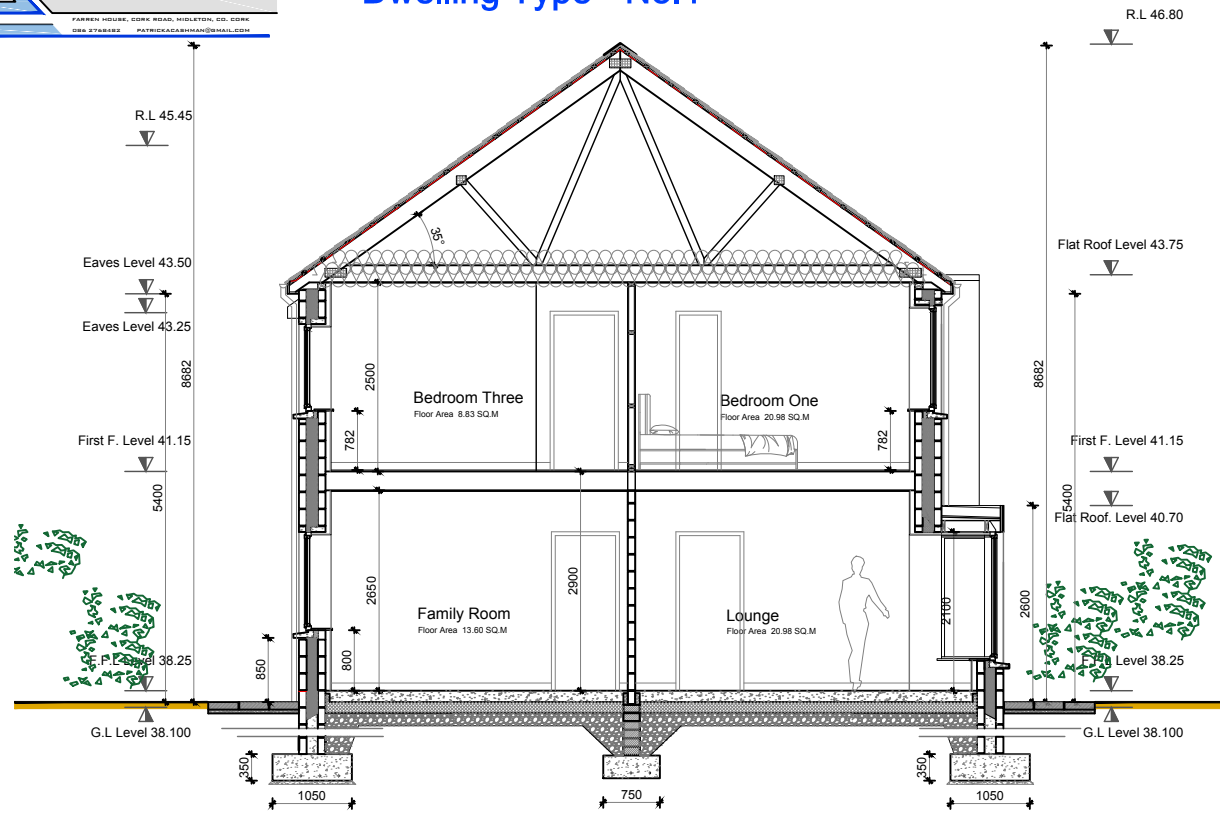 FARREN HOUSE, CORK ROAD, MIDLETON, CO. CORK
086 2768482 PATRICKACASHMAN@GMAIL.COM
R.L 46.80
R.L 45.45
35°
Eaves Level 43.50
Flat Roof Level 43.75
Eaves Level 43.25
8682
2500
8682
Bedroom Three
Floor Area 8.83 SQ.M
Bedroom One
Floor Area 20.98 SQ.M
782
782
First F. Level 41.15
First F. Level 41.15
5400
5400
Flat Roof. Level 40.70
2650
2900
2100
2600
Family Room
Floor Area 13.60 SQ.M
Lounge
Floor Area 20.98 SQ.M
850
800
F.F.L Level 38.25
F.F.L Level 38.25
G.L Level 38.100
G.L Level 38.100
350
350
1050
750
1050